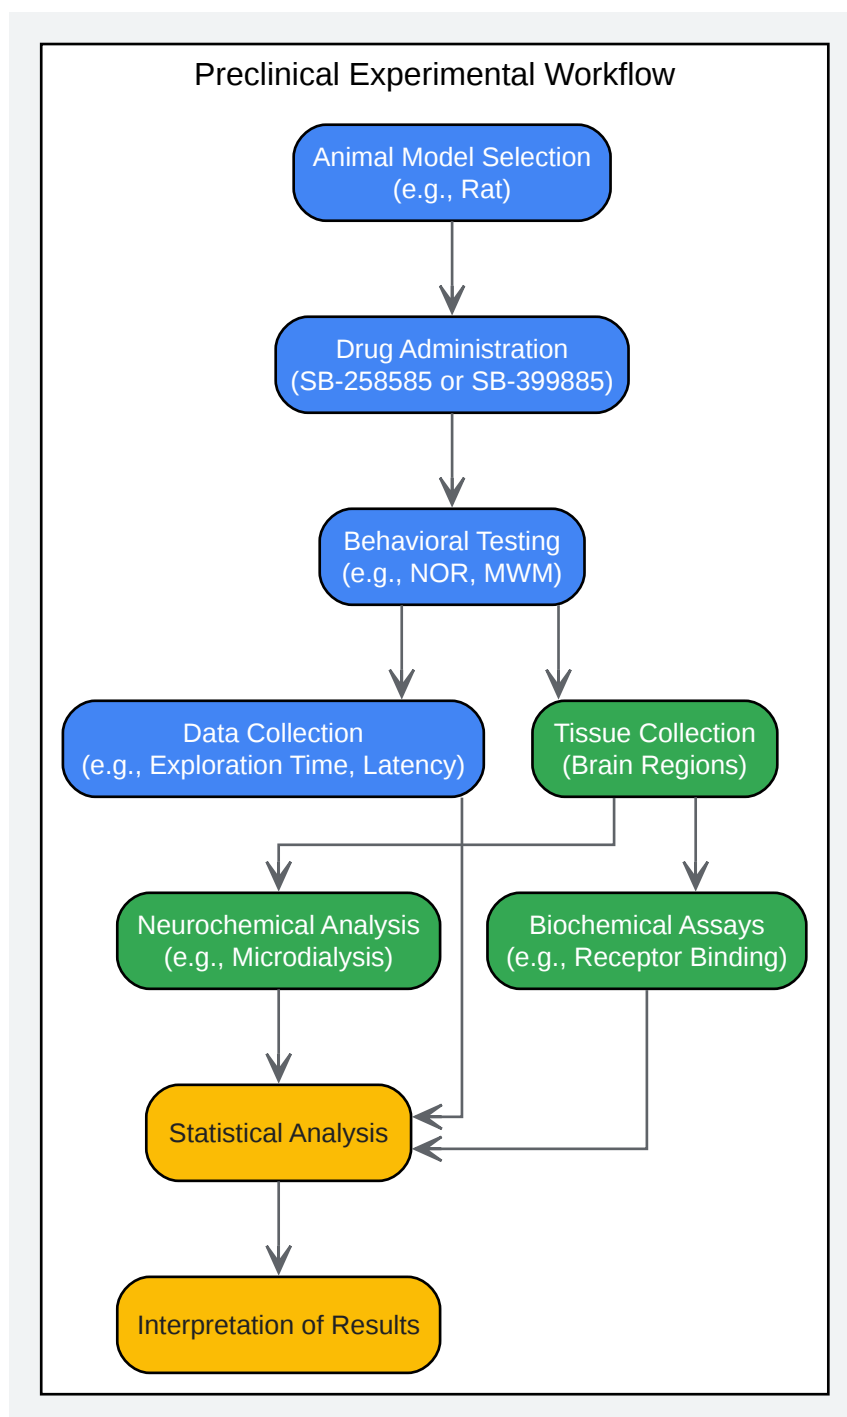 Preclinical Experimental Workflow
Animal Model Selection
(e.g., Rat)
Drug Administration
(SB-258585 or SB-399885)
Behavioral Testing
(e.g., NOR, MWM)
Data Collection
(e.g., Exploration Time, Latency)
Tissue Collection
(Brain Regions)
Neurochemical Analysis
(e.g., Microdialysis)
Biochemical Assays
(e.g., Receptor Binding)
Statistical Analysis
Interpretation of Results